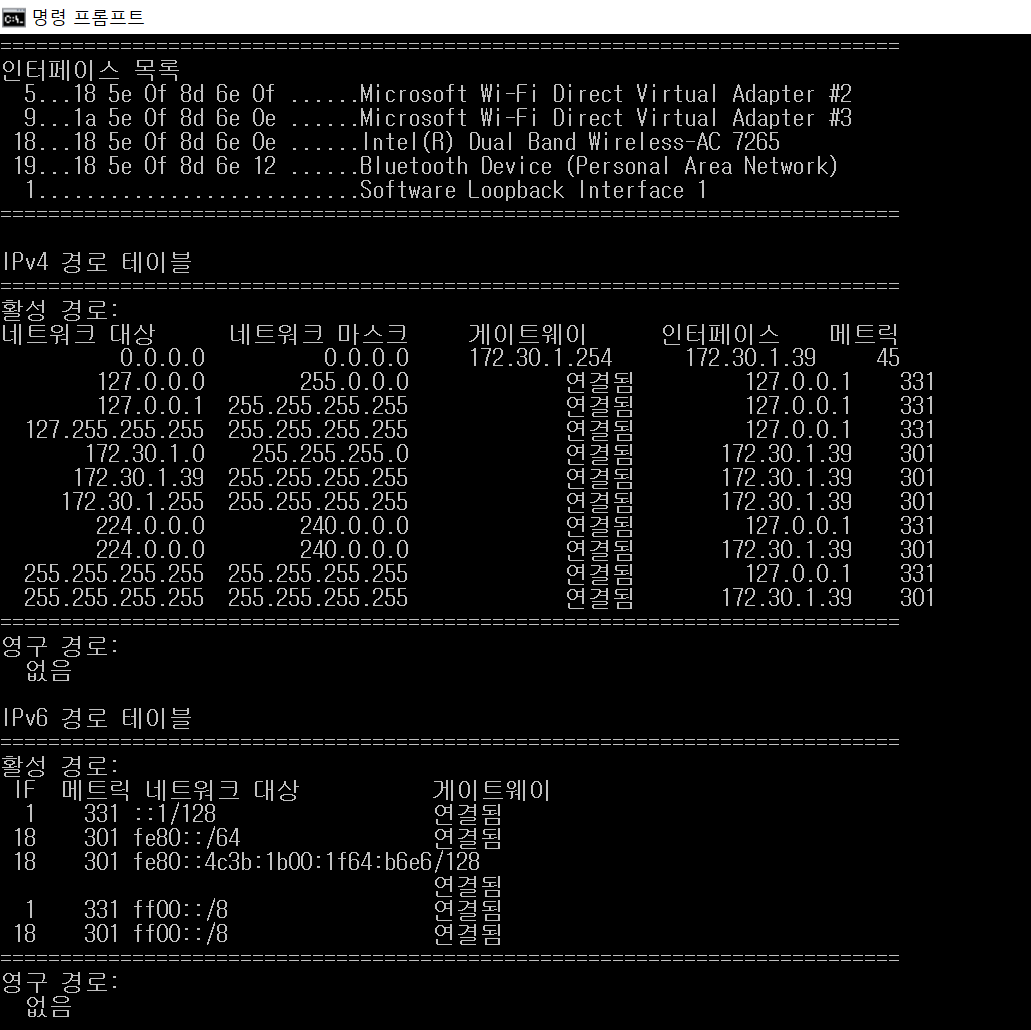 명령 프롬프트
===========================================================================
인터페이스 목록
  5...18 5e 0f 8d 6e 0f ......Microsoft Wi-Fi Direct Virtual Adapter #2
  9...1a 5e 0f 8d 6e 0e ......Microsoft Wi-Fi Direct Virtual Adapter #3
 18...18 5e 0f 8d 6e 0e ......Intel(R) Dual Band Wireless-AC 7265
 19...18 5e 0f 8d 6e 12 ......Bluetooth Device (Personal Area Network)
  1...........................Software Loopback Interface 1
===========================================================================
IPv4 경로 테이블
===========================================================================
활성 경로:
네트워크 대상      네트워크 마스크     게이트웨이      인터페이스    메트릭
          0.0.0.0          0.0.0.0     172.30.1.254      172.30.1.39     45
        127.0.0.0        255.0.0.0             연결됨         127.0.0.1    331
        127.0.0.1  255.255.255.255             연결됨         127.0.0.1    331
  127.255.255.255  255.255.255.255             연결됨         127.0.0.1    331
       172.30.1.0    255.255.255.0             연결됨       172.30.1.39    301
      172.30.1.39  255.255.255.255             연결됨       172.30.1.39    301
     172.30.1.255  255.255.255.255             연결됨       172.30.1.39    301
        224.0.0.0        240.0.0.0             연결됨         127.0.0.1    331
        224.0.0.0        240.0.0.0             연결됨       172.30.1.39    301
  255.255.255.255  255.255.255.255             연결됨         127.0.0.1    331
  255.255.255.255  255.255.255.255             연결됨       172.30.1.39    301
===========================================================================
영구 경로:
  없음
IPv6 경로 테이블
===========================================================================
활성 경로:
 IF  메트릭 네트워크 대상           게이트웨이
  1    331 ::1/128                  연결됨
 18    301 fe80::/64                연결됨
 18    301 fe80::4c3b:1b00:1f64:b6e6/128
                                    연결됨
  1    331 ff00::/8                 연결됨
 18    301 ff00::/8                 연결됨
===========================================================================
영구 경로:
  없음